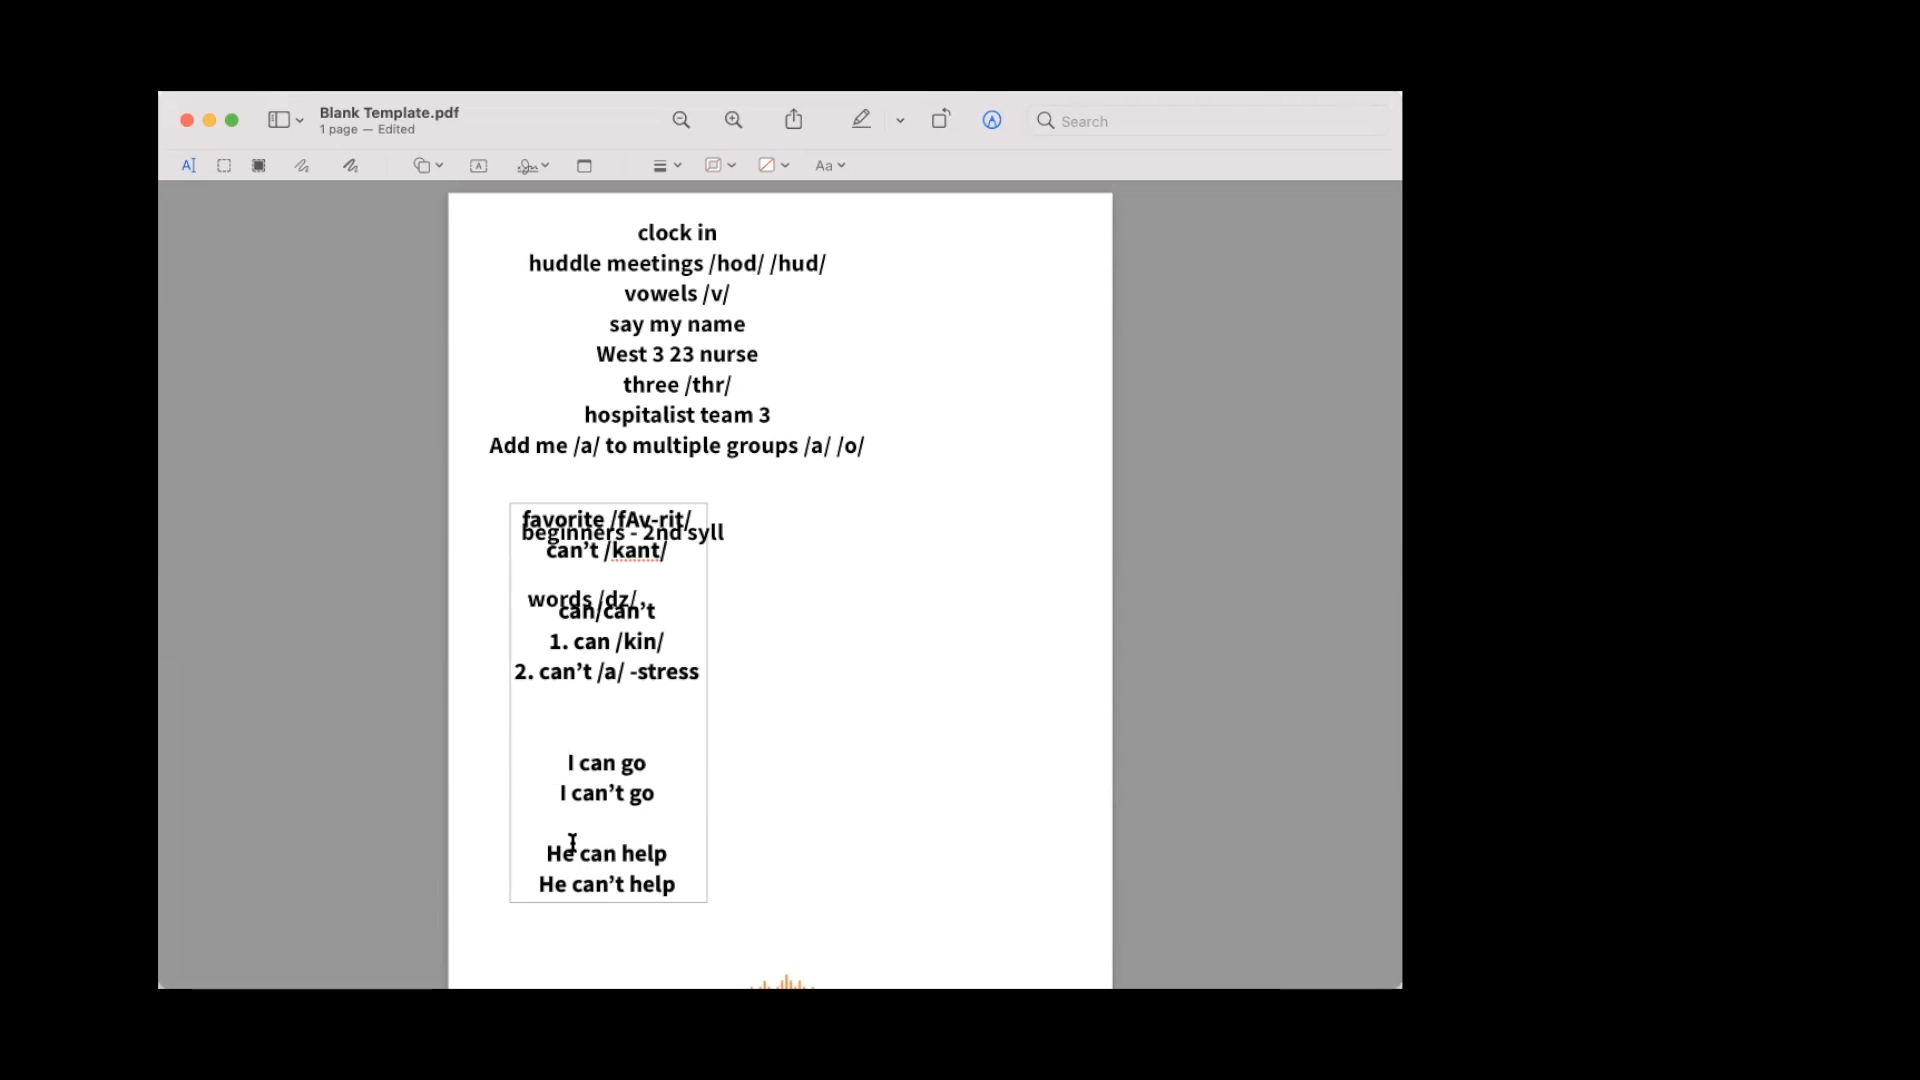 Blank Template.pdf
1 page — Edited
Search
Aa
clock in
huddle meetings /hod/ /hud/
vowels /v/
say my name
West 3 23 nurse
three /thr/
hospitalist team 3
Add me /a/ to multiple groups /a/ /o/
favorite /fAv-rit/
beginners - 2nd syll
can’t /kant/
words /dz/
can/can’t
1. can /kin/
2. can’t /a/ -stress
I can go
I can’t go
He can help
He can’t help